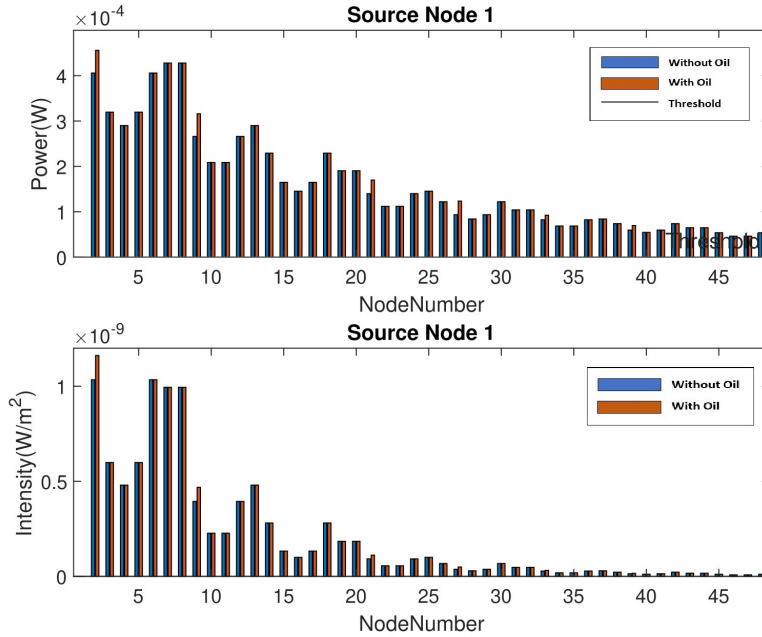 ×10-4
Source Node 1
Power(W)
4
3
2
1
0
Without Oil
With Oil
Threshold
Threshold
5 10 15 20 25 30 35 40 45
NodeNumber
×10-9
Source Node 1
Intensity(W/m2)
1
0.5
0
Without Oil
With Oil
5 10 15 20 25 30 35 40 45
NodeNumber